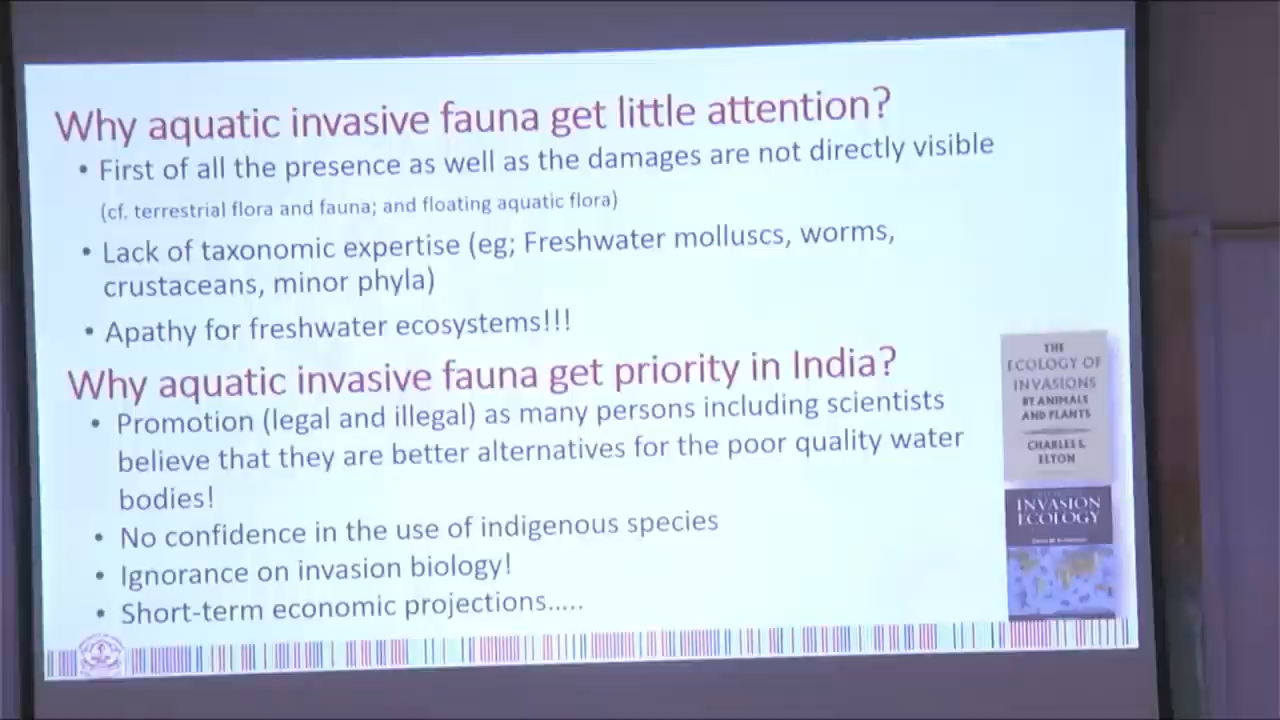 Why aquatic invasive fauna get little attention?
• First of all the presence as well as the damages are not directly visible
(cf. terrestrial flora and fauna; and floating aquatic flora)
• Lack of taxonomic expertise (eg; Freshwater molluscs, worms,
crustaceans, minor phyla)
• Apathy for freshwater ecosystems!!!
Why aquatic invasive fauna get priority in India?
• Promotion (legal and illegal) as many persons including scientists
believe that they are better alternatives for the poor quality water
bodies!
• No confidence in the use of indigenous species
• Ignorance on invasion biology!
• Short-term economic projections.....
THE
ECOLOGY OF
INVASIONS
BY ANIMALS
AND PLANTS
CHARLES S.
ELTON
INVASION
ECOLOGY